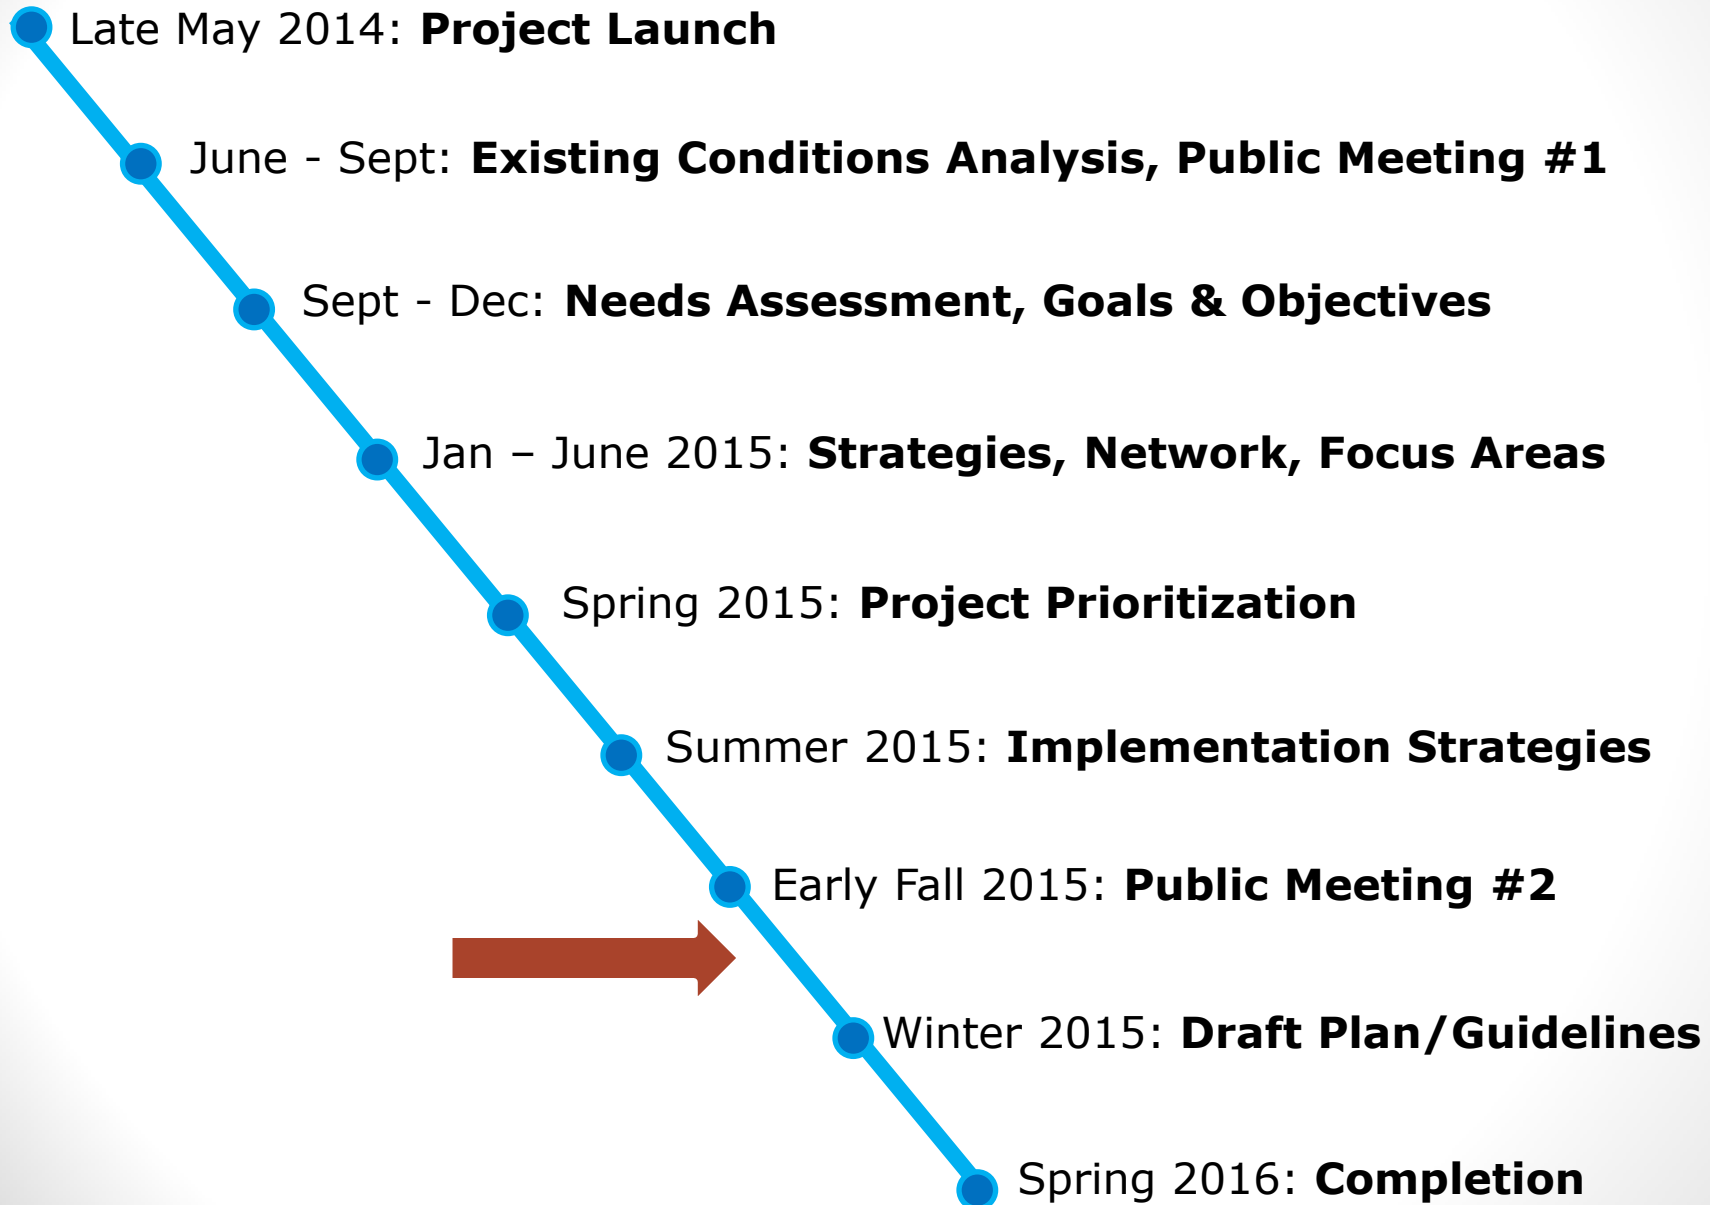 Late May 2014: Project Launch
June - Sept: Existing Conditions Analysis, Public Meeting #1
Sept - Dec: Needs Assessment, Goals & Objectives
Jan – June 2015: Strategies, Network, Focus Areas
Spring 2015: Project Prioritization
Summer 2015: Implementation Strategies
Early Fall 2015: Public Meeting #2
Winter 2015: Draft Plan/Guidelines
Spring 2016: Completion